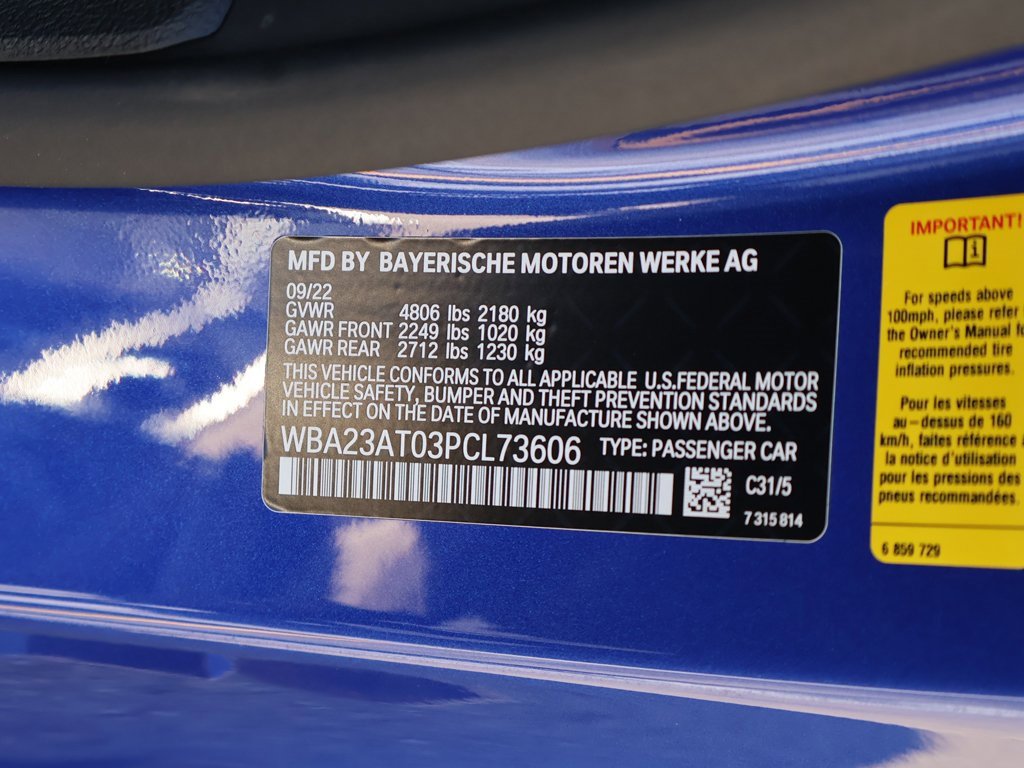 MFD BY BAYERISCHE MOTOREN WERKE AG
09/22
GVWR 4806 lbs 2180 kg
GAWR FRONT 2249 lbs 1020 kg
GAWR REAR 2712 lbs 1230 kg
THIS VEHICLE CONFORMS TO ALL APPLICABLE U.S.FEDERAL MOTOR
VEHICLE SAFETY, BUMPER AND THEFT PREVENTION STANDARDS
IN EFFECT ON THE DATE OF MANUFACTURE SHOWN ABOVE.
WBA23AT03PCL73606 TYPE: PASSENGER CAR
C31/5
7 315 814
IMPORTANT!
i
For speeds above
100mph, please refer
the Owner's Manual
recommended tire
inflation pressures.
Pour les vitesses
au-dessus de 160
km/h, faites référence
la notice d'utilisation
pour les pressions des
pneus recommandées.
6 859 729